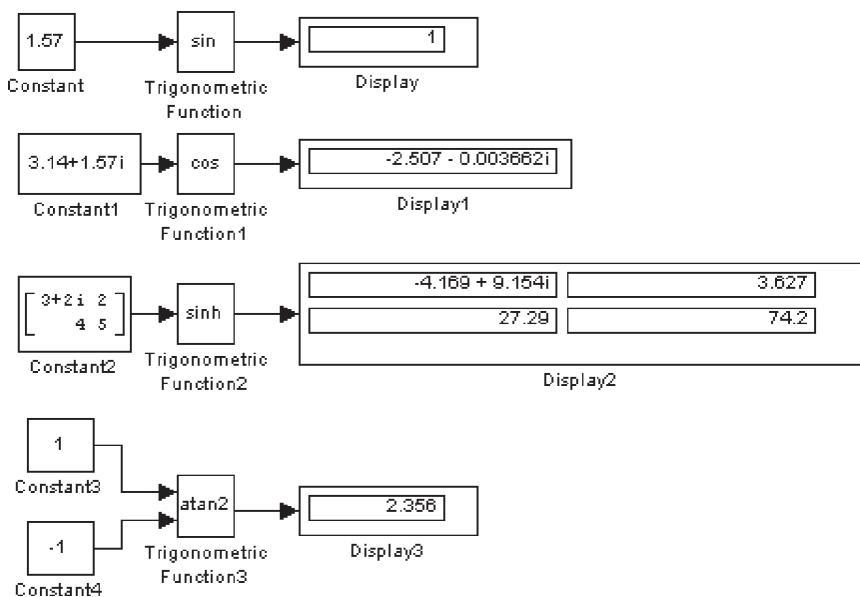 1.57
sin
1
Constant
Trigonometric
Function
Display
3.14+1.57i
cos
-2.507 - 0.003662i
Constant1
Trigonometric
Function1
Display1
3+2i 2
4 5
sinh
-4.169 + 9.154i 3.627
27.29 74.2
Constant2
Trigonometric
Function2
Display2
1
Constant3
atan2
2.356
-1
Trigonometric
Function3
Display3
Constant4